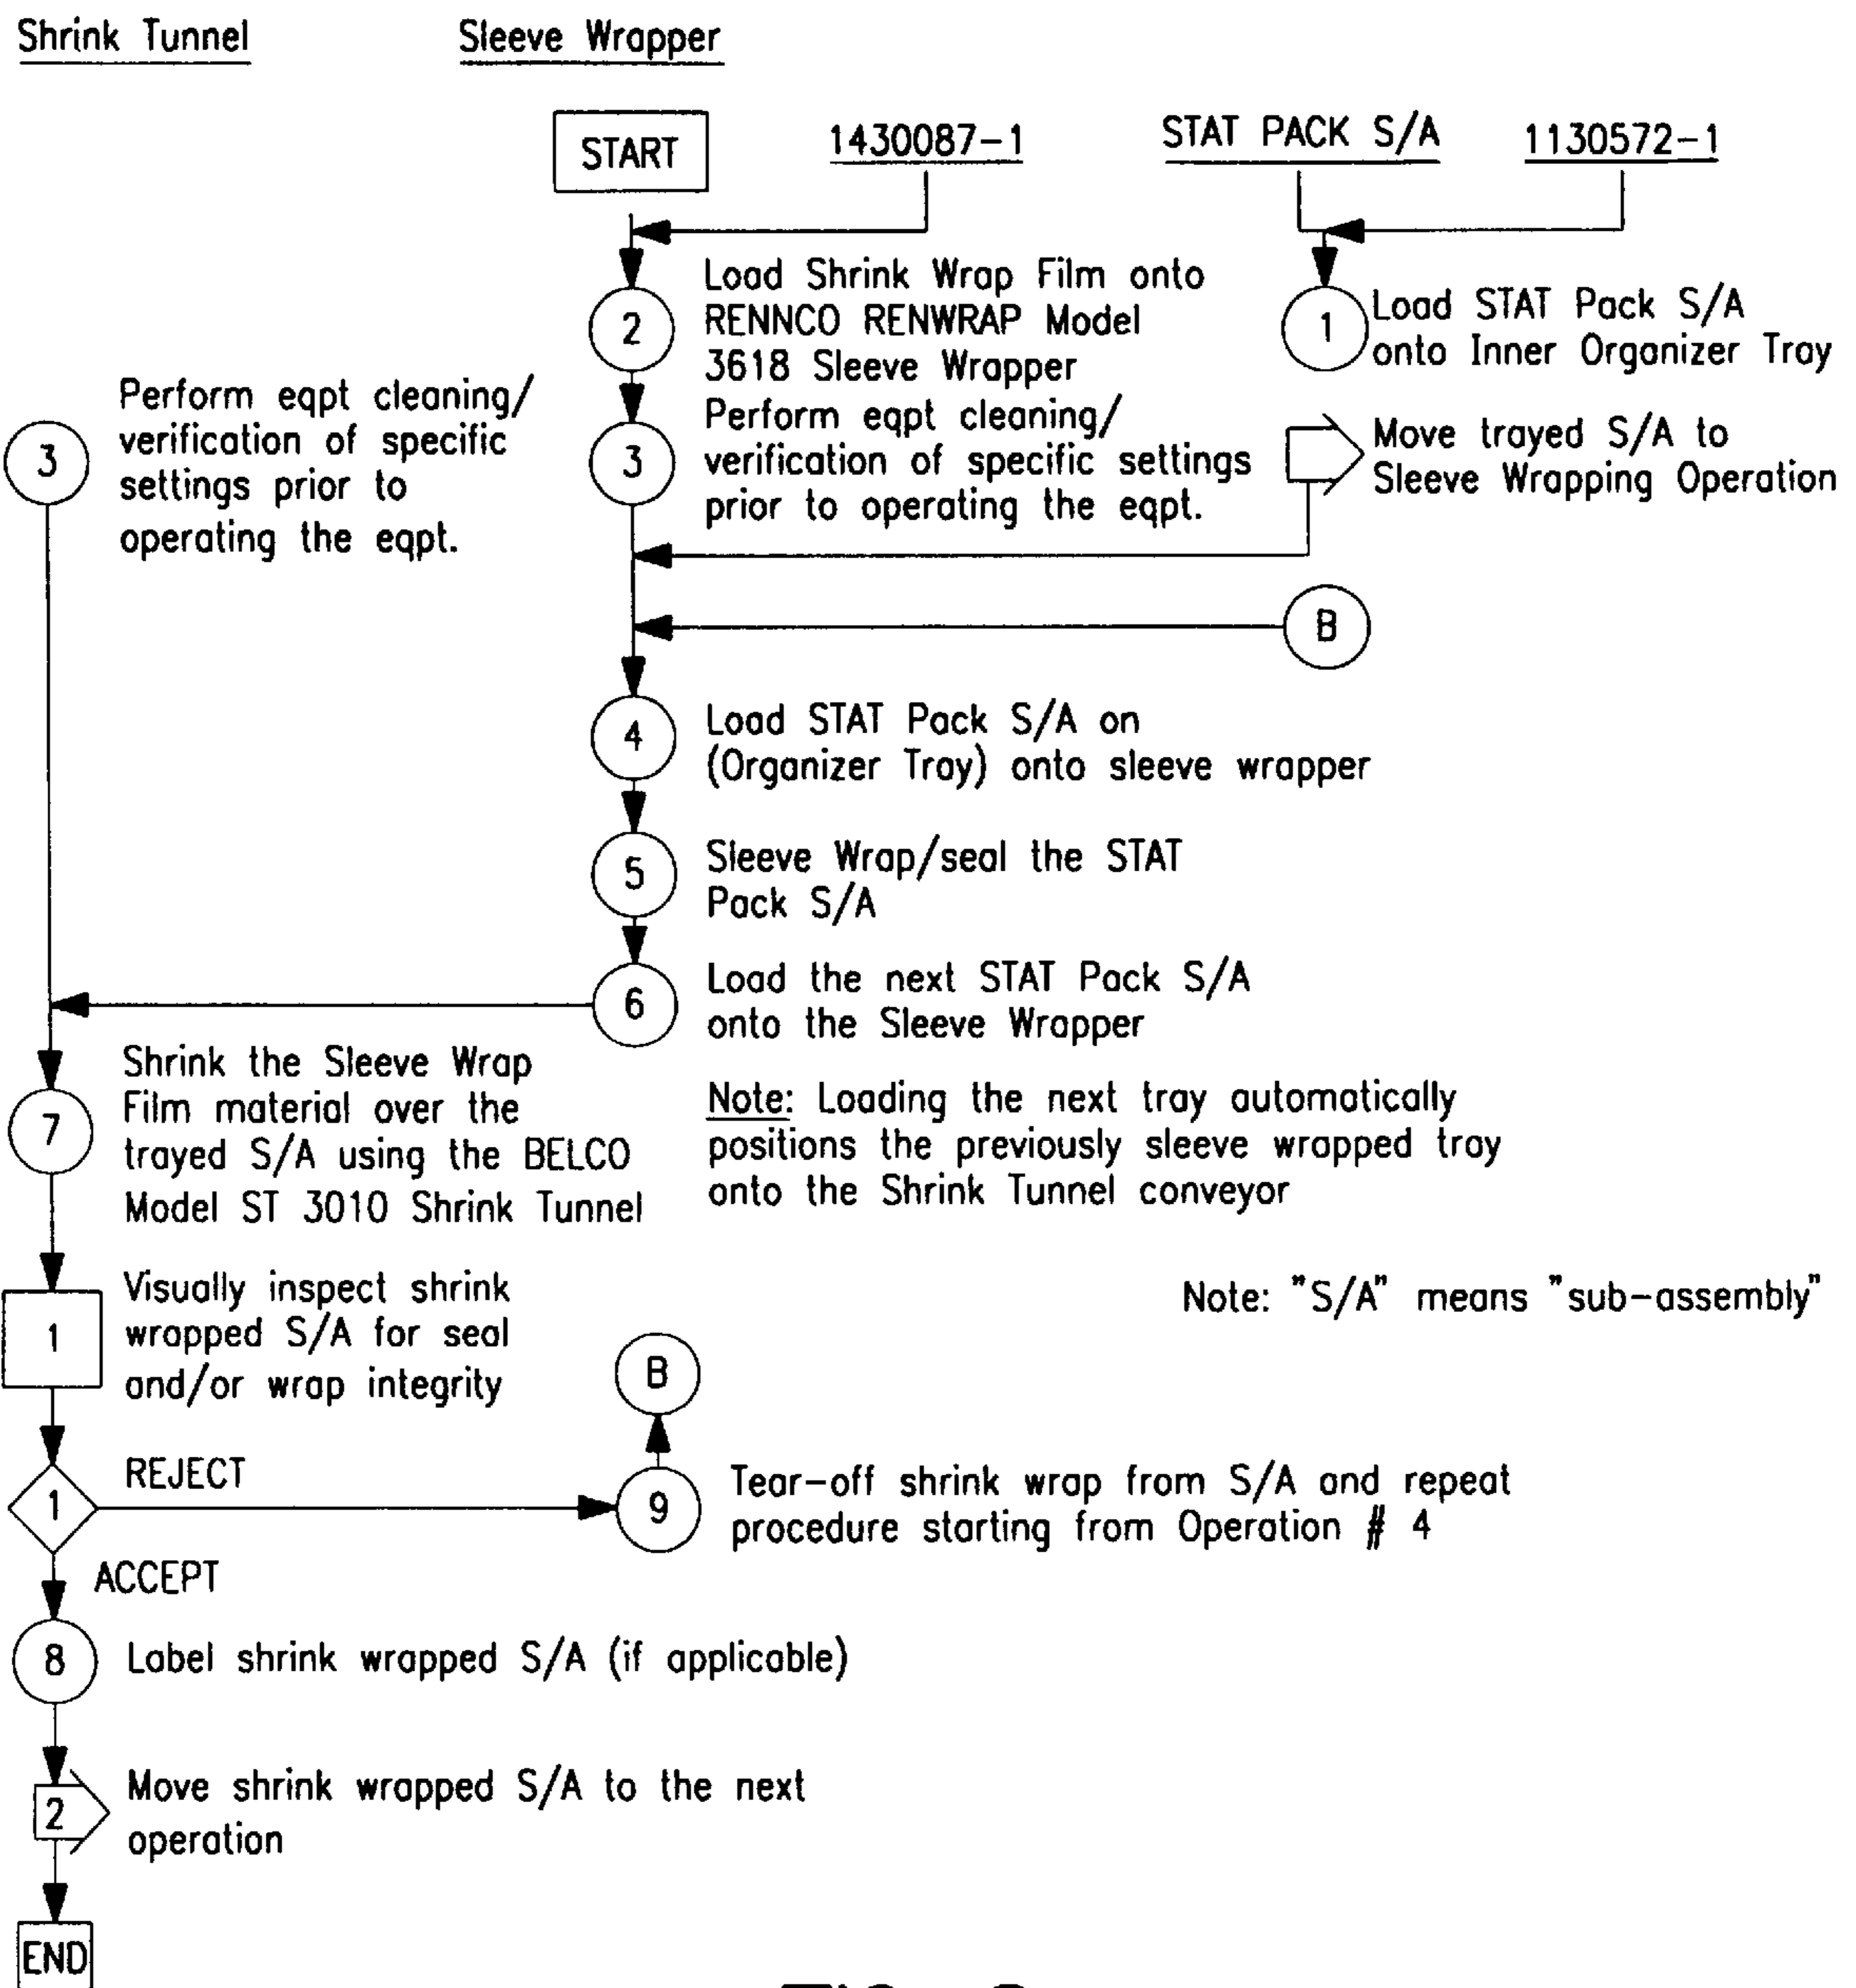 Shrink Tunnel
Sleeve Wrapper
START
1430087-1
STAT PACK S/A
1130572-1
2
Load Shrink Wrap Film onto
RENNCO RENWRAP Model
3618 Sleeve Wrapper
1
Load STAT Pack S/A
onto Inner Organizer Tray
3
Perform eqpt cleaning/
verification of specific
settings prior to
operating the eqpt.
3
Perform eqpt cleaning/
verification of specific settings
prior to operating the eqpt.
Move trayed S/A to
Sleeve Wrapping Operation
B
4
Load STAT Pack S/A on
(Organizer Tray) onto sleeve wrapper
5
Sleeve Wrap/seal the STAT
Pack S/A
6
Load the next STAT Pack S/A
onto the Sleeve Wrapper
7
Shrink the Sleeve Wrap
Film material over the
trayed S/A using the BELCO
Model ST 3010 Shrink Tunnel
Note: Loading the next tray automatically
positions the previously sleeve wrapped tray
onto the Shrink Tunnel conveyor
1
Visually inspect shrink
wrapped S/A for seal
and/or wrap integrity
Note: "S/A" means "sub-assembly"
B
1
REJECT
9
Tear-off shrink wrap from S/A and repeat
procedure starting from Operation # 4
ACCEPT
8
Label shrink wrapped S/A (if applicable)
2
Move shrink wrapped S/A to the next
operation
END